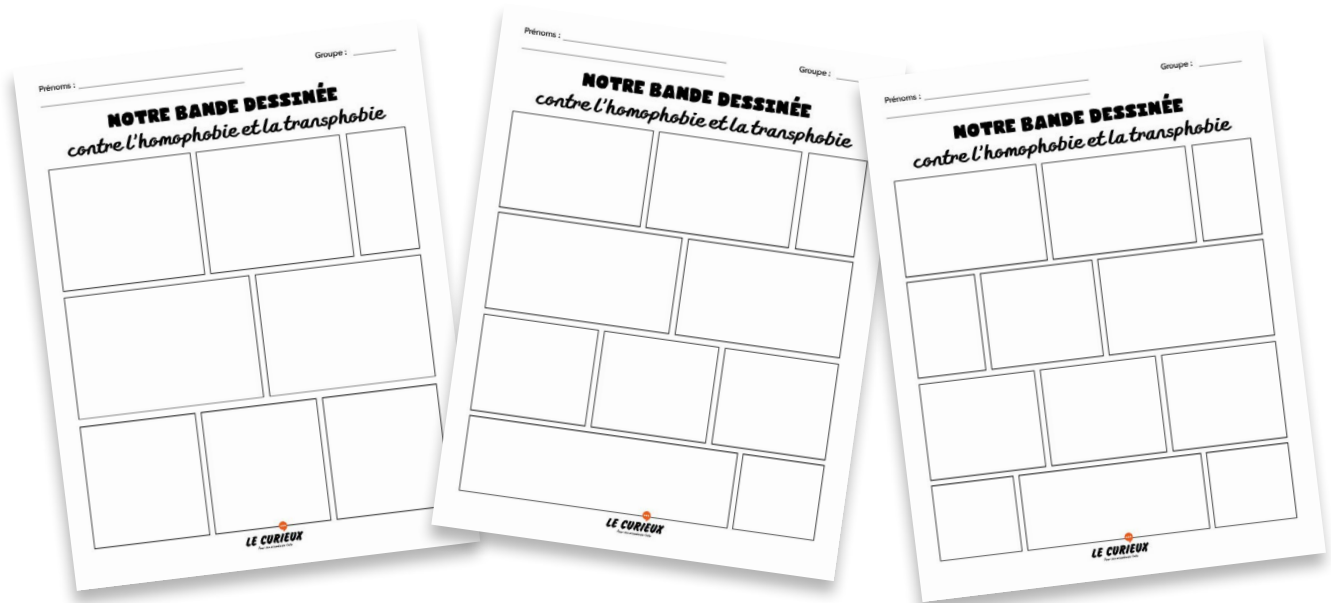 Prénoms :
Groupe :
NOTRE BANDE DESSINÉE
contre l'homophobie et la transphobie
LE CURIEUX
Prénoms :
Groupe :
NOTRE BANDE DESSINÉE
contre l'homophobie et la transphobie
LE CURIEUX
Prénoms :
Groupe :
NOTRE BANDE DESSINÉE
contre l'homophobie et la transphobie
LE CURIEUX